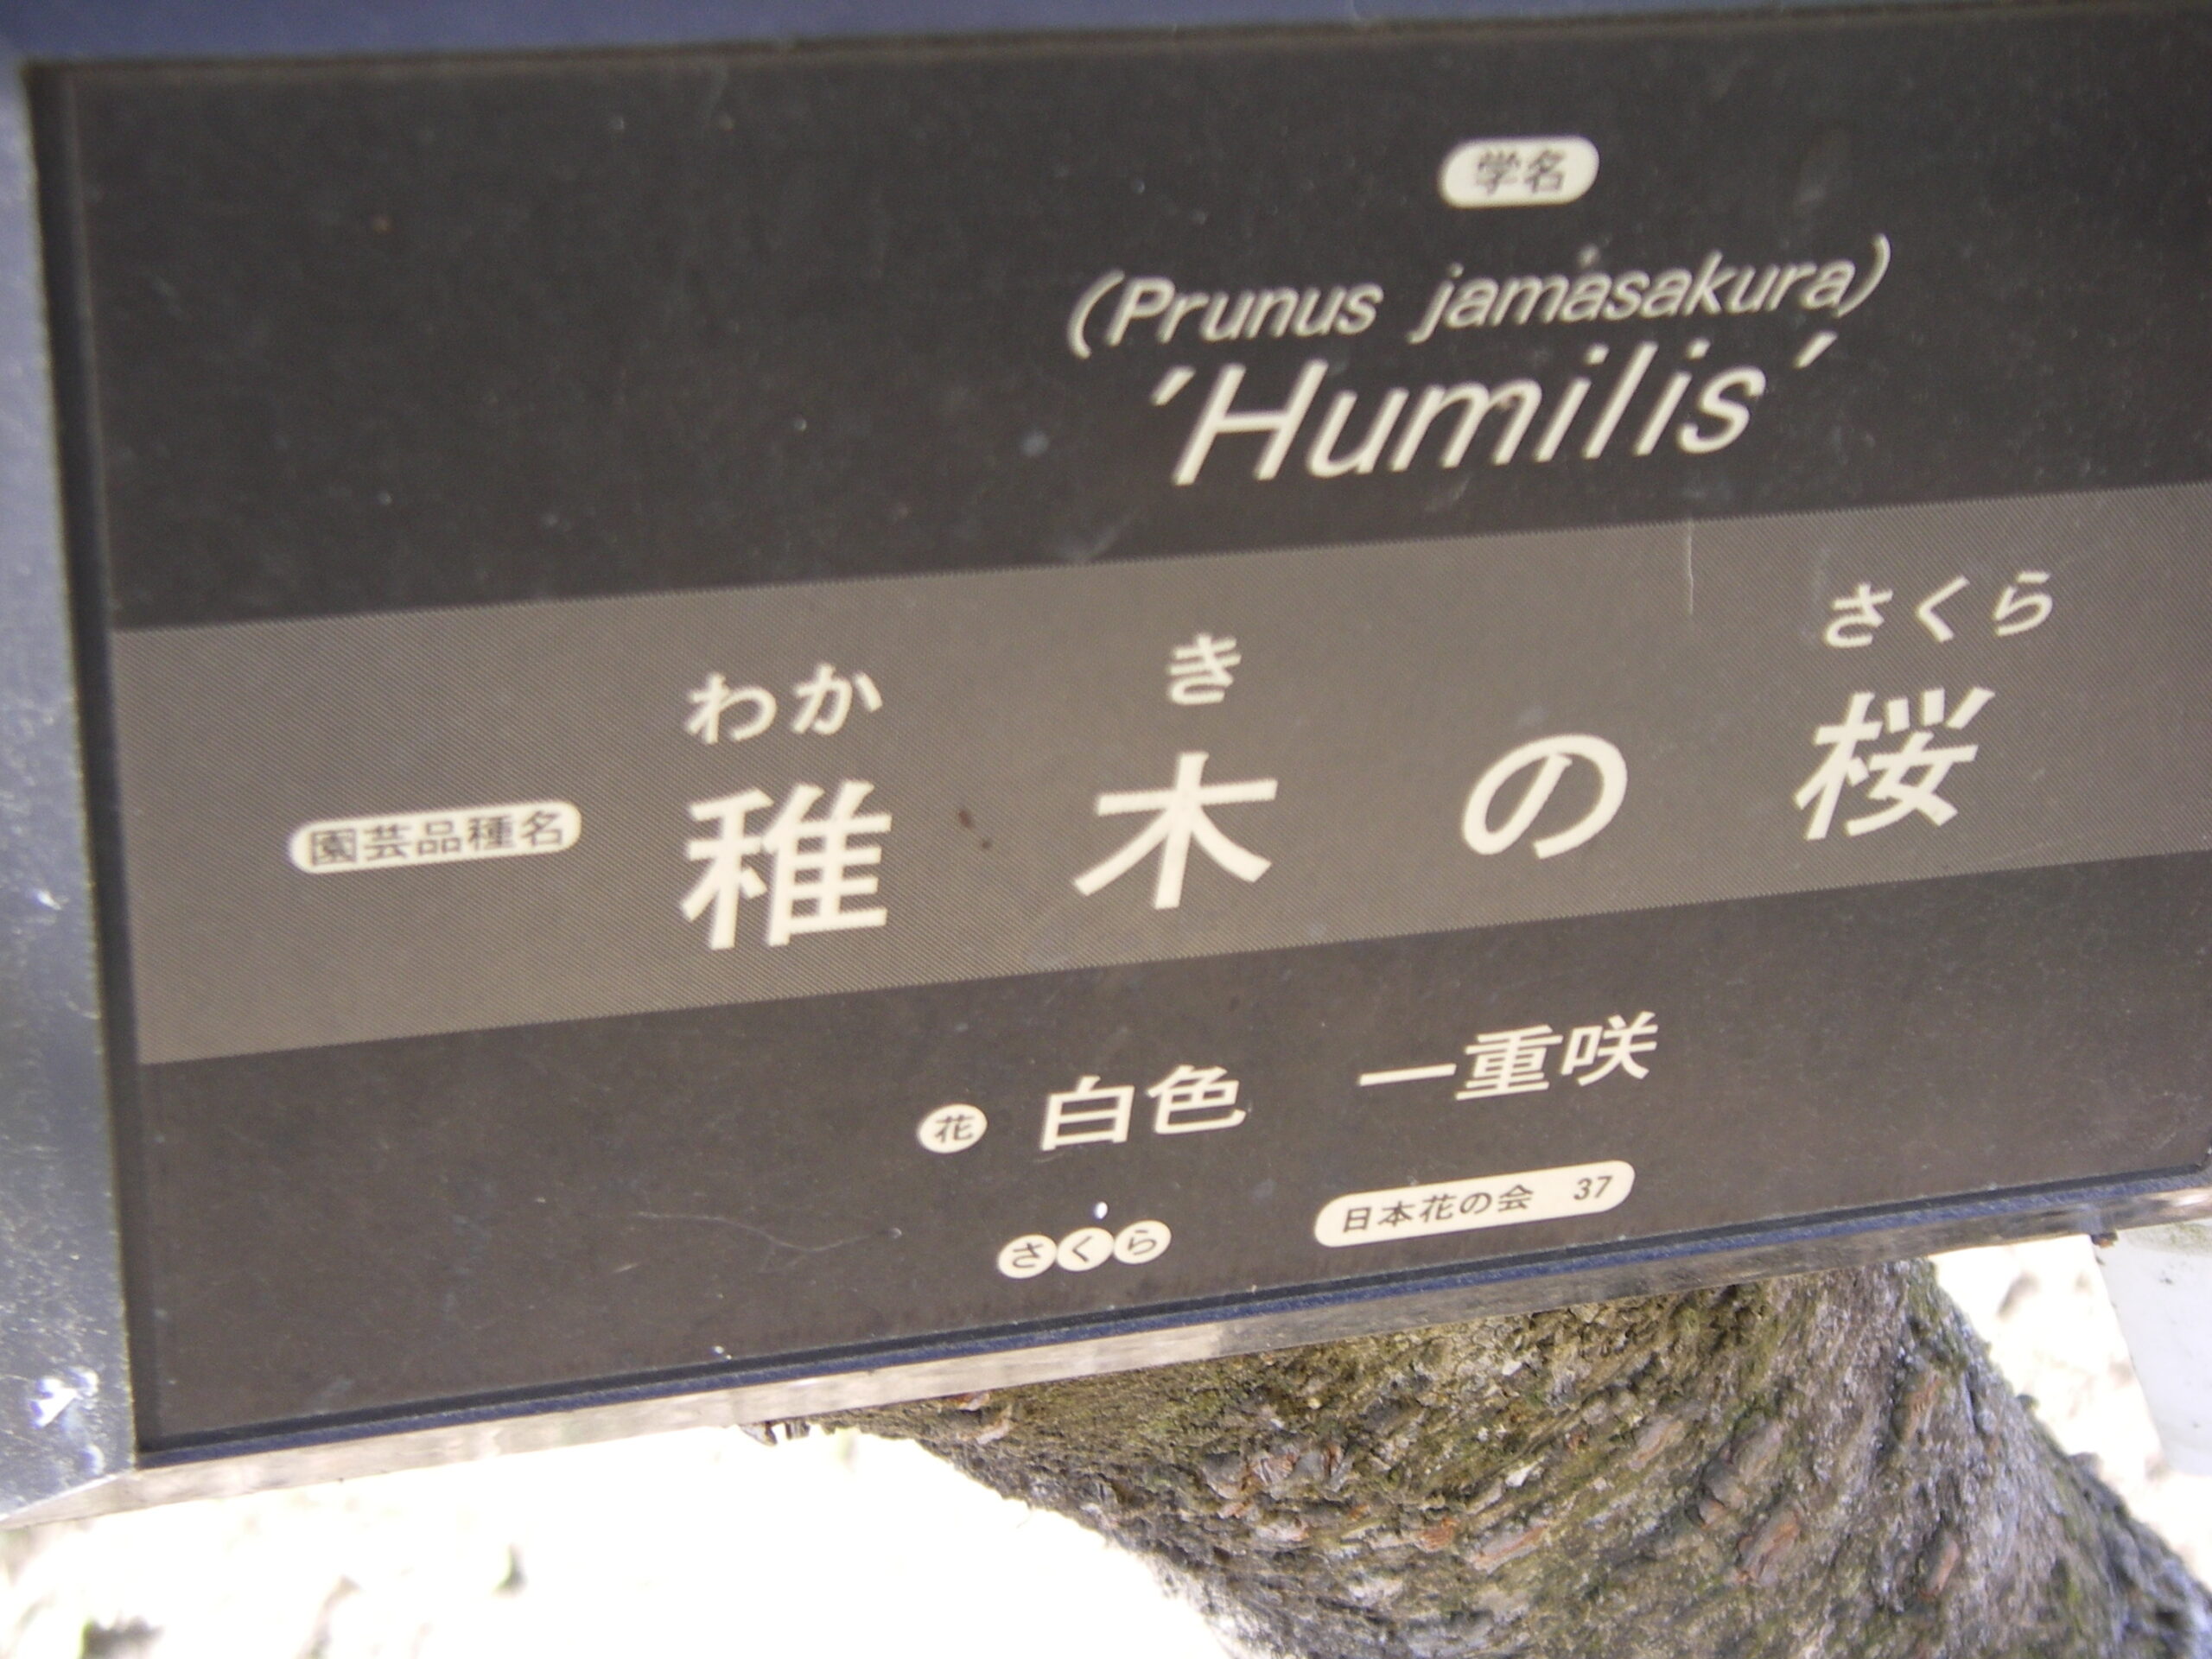 学名
(Prunus jamasakura)
'Humilis'
わか き さくら
園芸品種名 稚木の桜
花 白色 一重咲
さくら 日本花の会 37